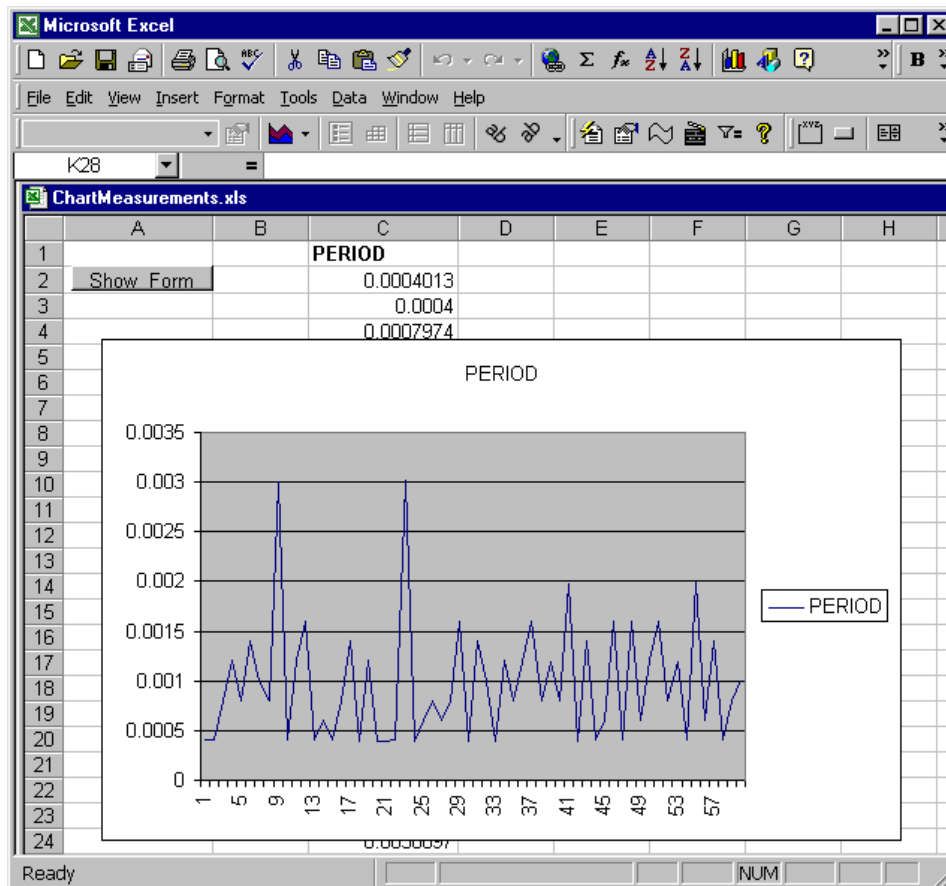 Microsoft Excel
B
File Edit View Insert Format Tools Data Window Help
K28 =
ChartMeasurements.xls
A B C D E F G H
1 PERIOD
2 Show Form 0.0004013
3 0.0004
4 0.0007974
5
6
7
8
9
10
11
12
13
14
15
16
17
18
19
20
21
22
23
24
PERIOD
0.0035
0.003
0.0025
0.002
0.0015
0.001
0.0005
0
1 5 9 13 17 21 25 29 33 37 41 45 49 53 57
PERIOD
Ready NUM